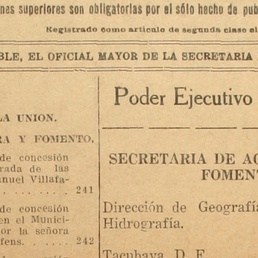 nes superiores son obligatorias por el sólo hecho de pub
Registrado como artículo de segunda clase el
BLE, EL OFICIAL MAYOR DE LA SECRETARIA
LA UNION,
RA Y FOMENTO.
de concesión
rada de las
anuel Villafa-
241
de concesión
en el Munici-
por la señora
fens. 242
Poder Ejecutivo
SECRETARIA DE AG
FOMEN
Dirección de Geografía
Hidrografía.
Tacubaya, D. F.